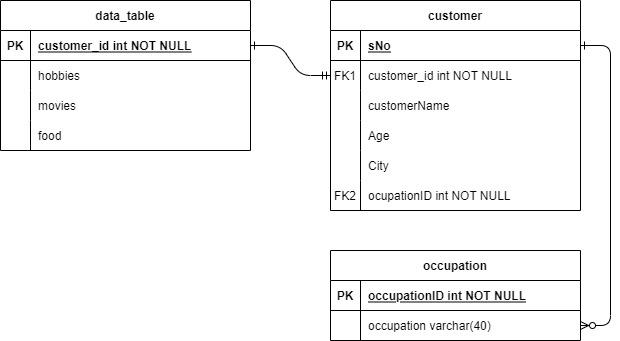 data_table
PK customer_id int NOT NULL
hobbies
movies
food
customer
PK sNo
FK1 customer_id int NOT NULL
customerName
Age
City
FK2 ocupationID int NOT NULL
occupation
PK occupationID int NOT NULL
occupation varchar(40)